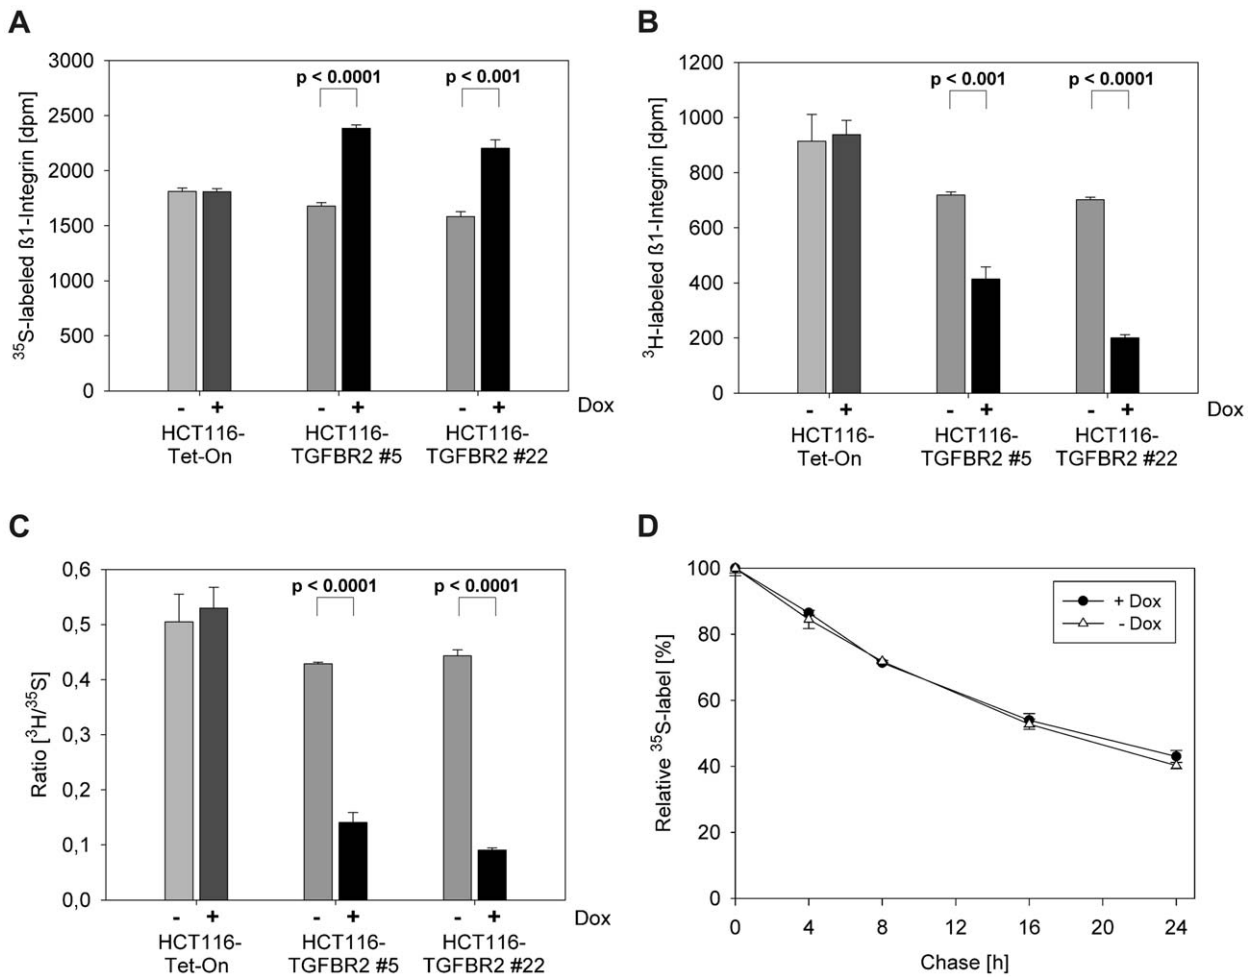 A
3000
2500
2000
1500
1000
500
0
³⁵S-labeled ß1-Integrin [dpm]
p < 0.0001
p < 0.001
- + - + - + Dox
HCT116- HCT116- HCT116-
Tet-On TGFBR2 #5 TGFBR2 #22
B
1200
1000
800
600
400
200
0
³H-labeled ß1-Integrin [dpm]
p < 0.001
p < 0.0001
- + - + - + Dox
HCT116- HCT116- HCT116-
Tet-On TGFBR2 #5 TGFBR2 #22
C
0,6
0,5
0,4
0,3
0,2
0,1
0,0
Ratio [³H/³⁵S]
p < 0.0001
p < 0.0001
- + - + - + Dox
HCT116- HCT116- HCT116-
Tet-On TGFBR2 #5 TGFBR2 #22
D
100
80
60
40
20
0
Relative ³⁵S-label [%]
+ Dox
- Dox
0 4 8 12 16 20 24
Chase [h]